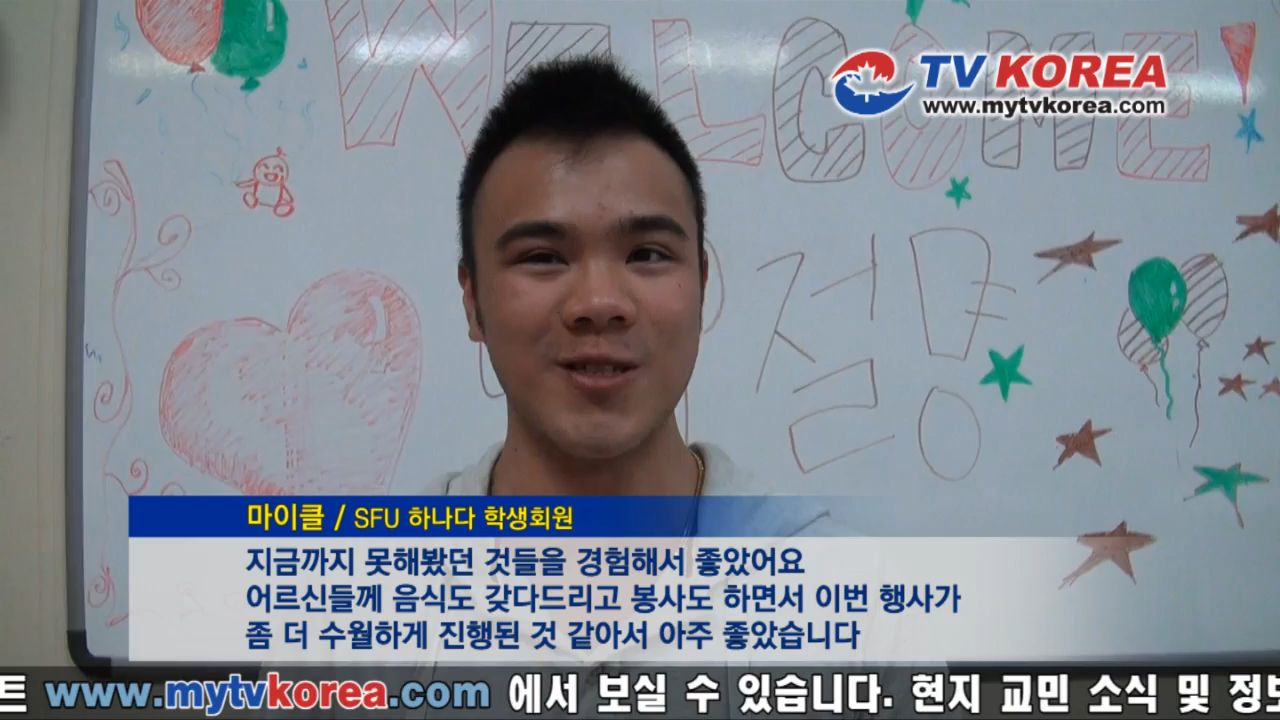 WELCOME!
TV KOREA
www.mytvkorea.com
점 망
마이클 / SFU 하나다 학생회원
지금까지 못해봤던 것들을 경험해서 좋았어요
어르신들께 음식도 갖다드리고 봉사도 하면서 이번 행사가
좀 더 수월하게 진행된 것 같아서 아주 좋았습니다
트 www.mytvkorea.com 에서 보실 수 있습니다. 현지 교민 소식 및 정보